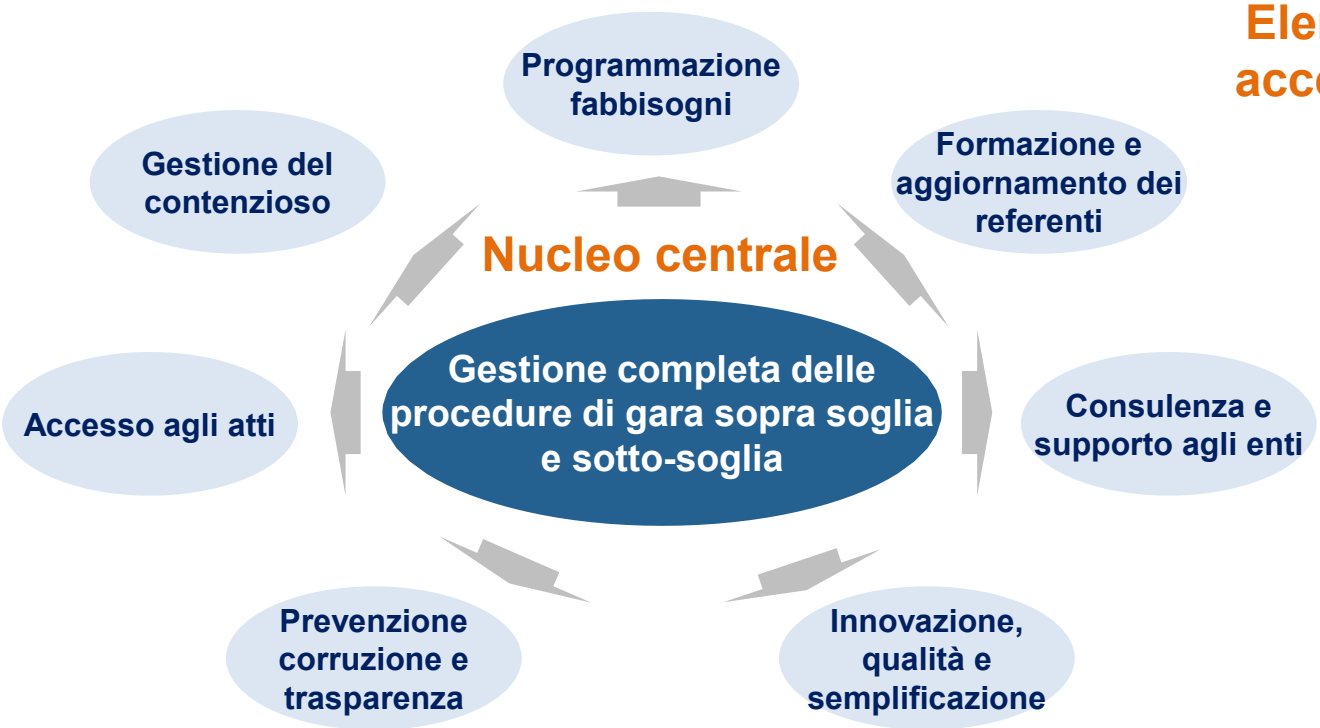 Programmazione
fabbisogni
Gestione del
contenzioso
Formazione e
aggiornamento dei
referenti
Nucleo centrale
Gestione completa delle
procedure di gara sopra soglia
e sotto-soglia
Accesso agli atti
Consulenza e
supporto agli enti
Prevenzione
corruzione e
trasparenza
Innovazione,
qualità e
semplificazione